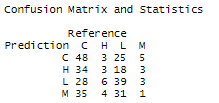 Confusion Matrix and Statistics
Reference
Prediction C H L M
C 48 3 25 5
H 34 3 18 3
L 28 6 39 3
M 35 4 31 1